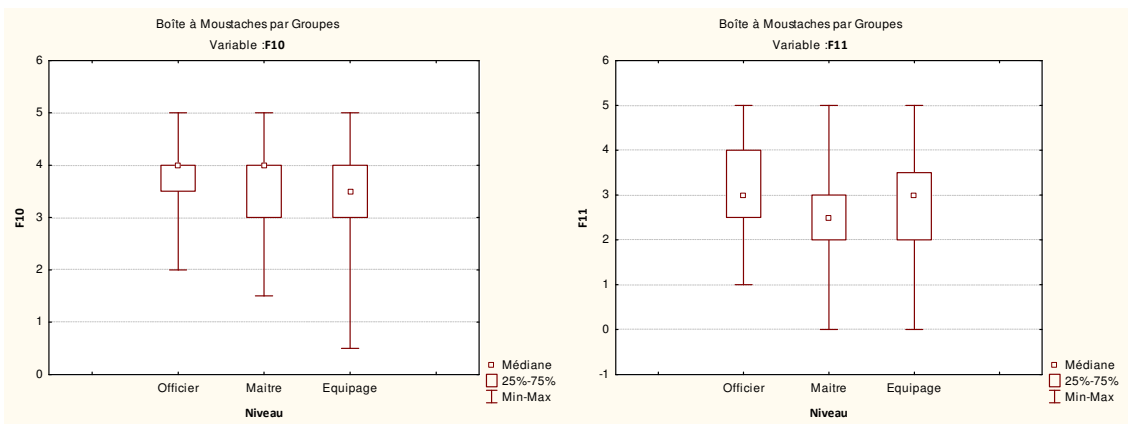 Boîte à Moustaches par Groupes
Variable :F10
6
5
4
3
2
1
0
F10
Officier Maitre Equipage
Niveau
Médiane
25%-75%
Min-Max
Boîte à Moustaches par Groupes
Variable :F11
6
5
4
3
2
1
0
-1
F11
Officier Maitre Equipage
Niveau
Médiane
25%-75%
Min-Max